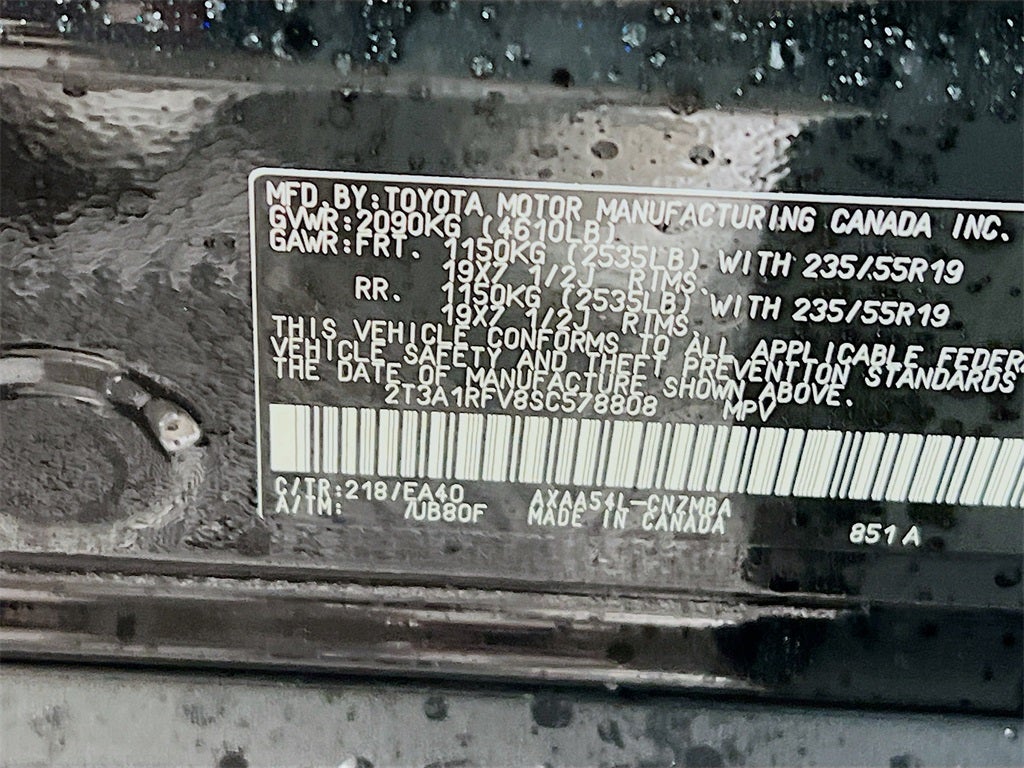 MFD. BY: TOYOTA MOTOR MANUFACTURING CANADA INC.
GVWR: 2090KG (4610LB)
GAWR: FRT. 1150KG (2535LB) WITH 235/55R19
19X7 1/2J RIMS.
RR. 1150KG (2535LB) WITH 235/55R19
19X7 1/2J RIMS.
THIS VEHICLE CONFORMS TO ALL APPLICABLE FEDER
VEHICLE SAFETY AND THEFT PREVENTION STANDARDS
THE DATE OF MANUFACTURE SHOWN ABOVE.
2T3A1RFV8SC578808 MPV
C/TR: 218/EA40 AXAA54L-CNZMBA
A/TM: /UB80F MADE IN CANADA
851A